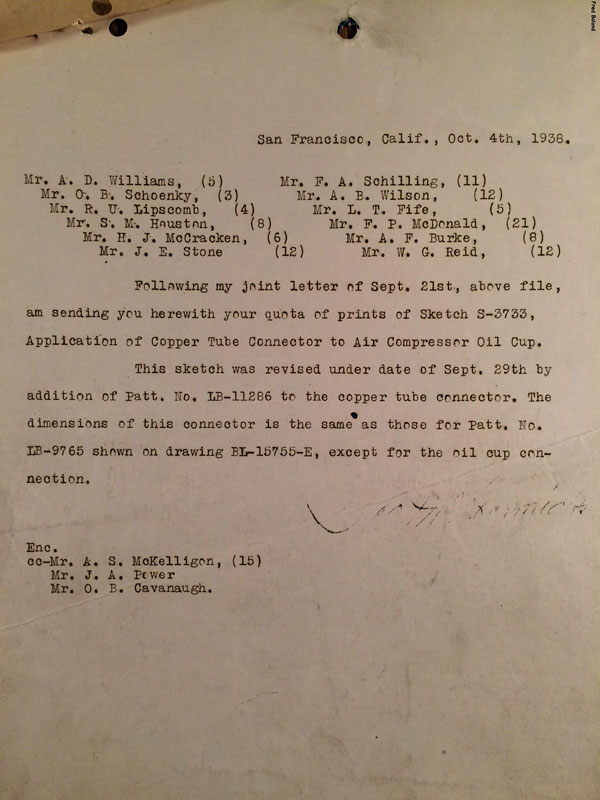 Fred Boland
San Francisco, Calif., Oct. 4th, 1938.
Mr. A. D. Williams, (5) Mr. F. A. Schilling, (11)
Mr. O. B. Schoenky, (3) Mr. A. B. Wilson, (12)
Mr. R. U. Lipscomb, (4) Mr. L. T. Fife, (5)
Mr. S. M. Houston, (8) Mr. F. P. McDonald, (21)
Mr. H. J. McCracken, (6) Mr. A. F. Burke, (8)
Mr. J. E. Stone (12) Mr. W. G. Reid, (12)
Following my joint letter of Sept. 21st., above file,
am sending you herewith your quota of prints of Sketch S-3733,
Application of Copper Tube Connector to Air Compressor Oil Cup.
This sketch was revised under date of Sept. 29th by
addition of Patt. No. LB-11286 to the copper tube connector. The
dimensions of this connector is the same as those for Patt. No.
LB-9765 shown on drawing BL-15755-E, except for the oil cup con-
nection.
Enc.
cc-Mr. A. S. McKelligon, (15)
Mr. J. A. Power
Mr. O. B. Cavanaugh.